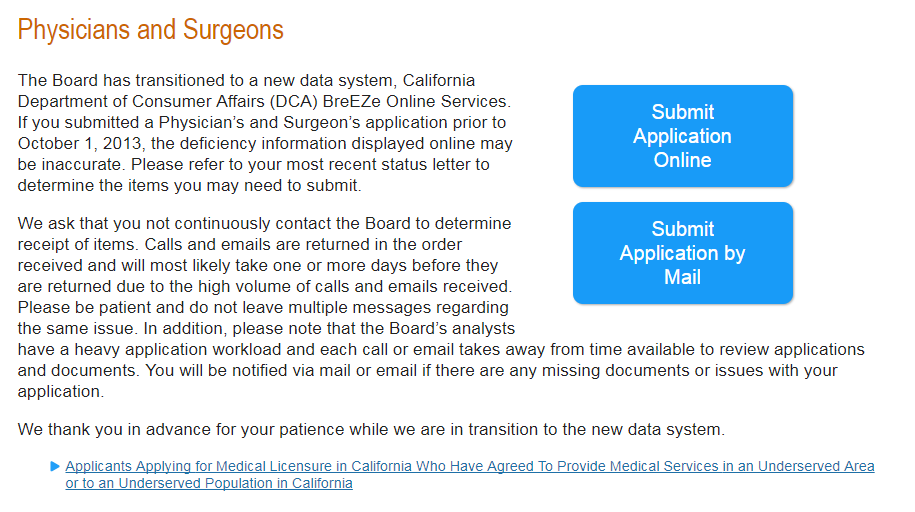 Physicians and Surgeons
The Board has transitioned to a new data system, California
Department of Consumer Affairs (DCA) BreEZe Online Services.
If you submitted a Physician's and Surgeon's application prior to
October 1, 2013, the deficiency information displayed online may
be inaccurate. Please refer to your most recent status letter to
determine the items you may need to submit.
Submit
Application
Online
Submit
Application by
Mail
We ask that you not continuously contact the Board to determine
receipt of items. Calls and emails are returned in the order
received and will most likely take one or more days before they
are returned due to the high volume of calls and emails received.
Please be patient and do not leave multiple messages regarding
the same issue. In addition, please note that the Board's analysts
have a heavy application workload and each call or email takes away from time available to review applications
and documents. You will be notified via mail or email if there are any missing documents or issues with your
application.
We thank you in advance for your patience while we are in transition to the new data system.
Applicants Applying for Medical Licensure in California Who Have Agreed To Provide Medical Services in an Underserved Area
or to an Underserved Population in California